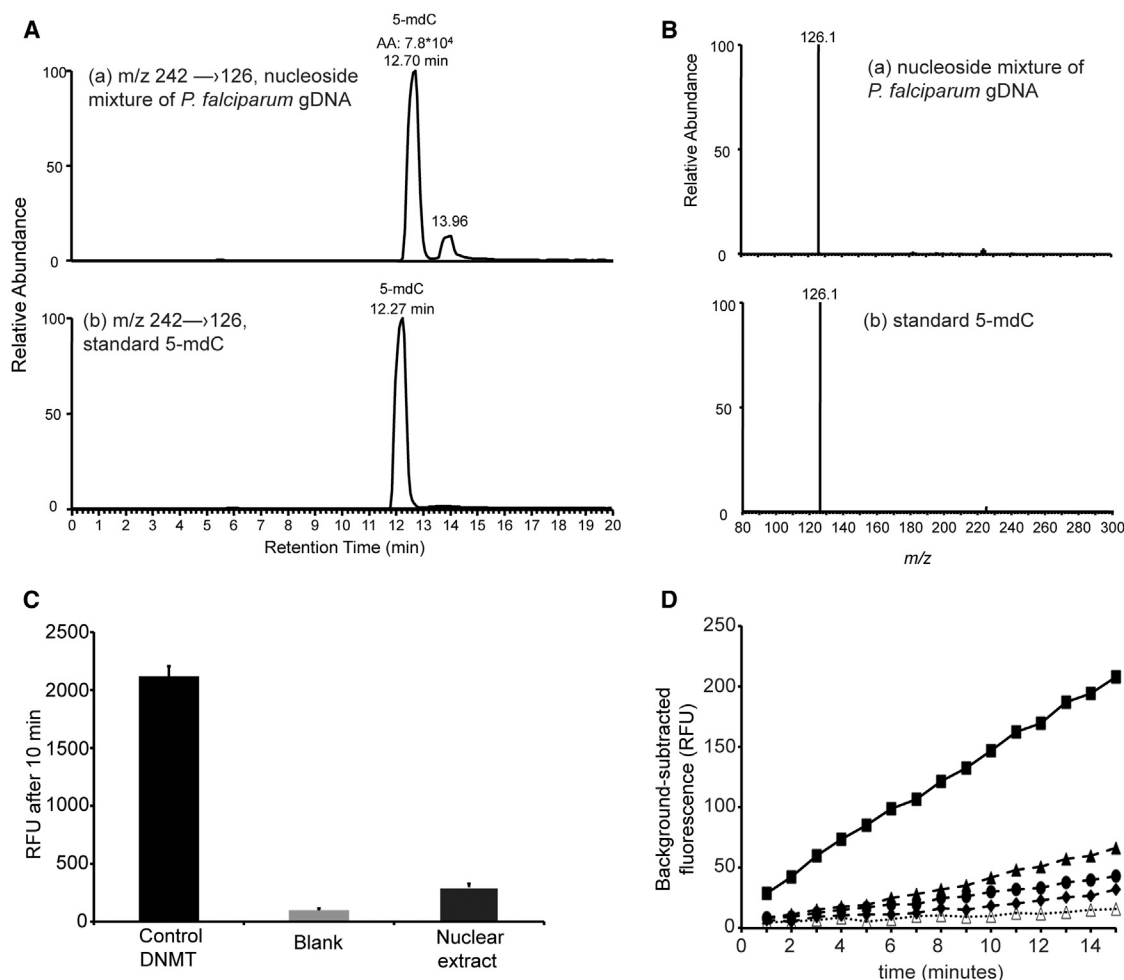 A
5-mdC
AA: 7.8*10⁴
12.70 min
(a) m/z 242 —›126, nucleoside
mixture of P. falciparum gDNA
13.96
100
50
0
5-mdC
12.27 min
(b) m/z 242—›126,
standard 5-mdC
100
50
0
Relative Abundance
0 1 2 3 4 5 6 7 8 9 10 11 12 13 14 15 16 17 18 19 20
Retention Time (min)
B
126.1
(a) nucleoside mixture of
P. falciparum gDNA
100
50
0
Relative Abundance
126.1
(b) standard 5-mdC
100
50
0
80 100 120 140 160 180 200 220 240 260 280 300
m/z
C
2500
2000
1500
1000
500
0
RFU after 10 min
Control
DNMT
Blank
Nuclear
extract
D
250
200
150
100
50
0
Background-subtracted
fluorescence (RFU)
0 2 4 6 8 10 12 14
time (minutes)